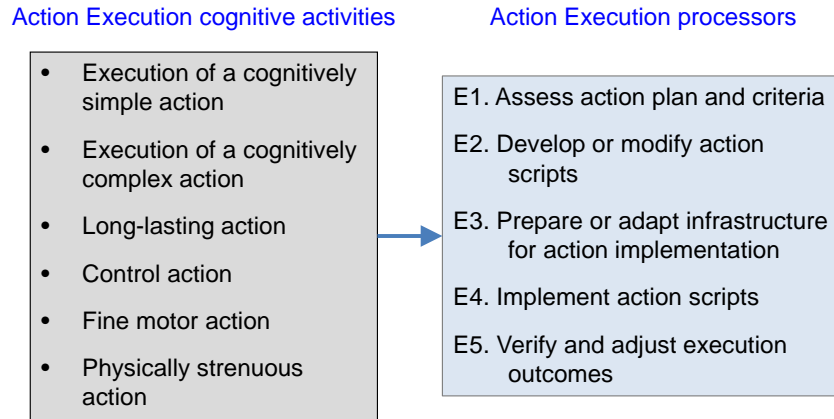 Action Execution cognitive activities
Action Execution processors
• Execution of a cognitively
simple action
• Execution of a cognitively
complex action
• Long-lasting action
• Control action
• Fine motor action
• Physically strenuous
action
E1. Assess action plan and criteria
E2. Develop or modify action
scripts
E3. Prepare or adapt infrastructure
for action implementation
E4. Implement action scripts
E5. Verify and adjust execution
outcomes